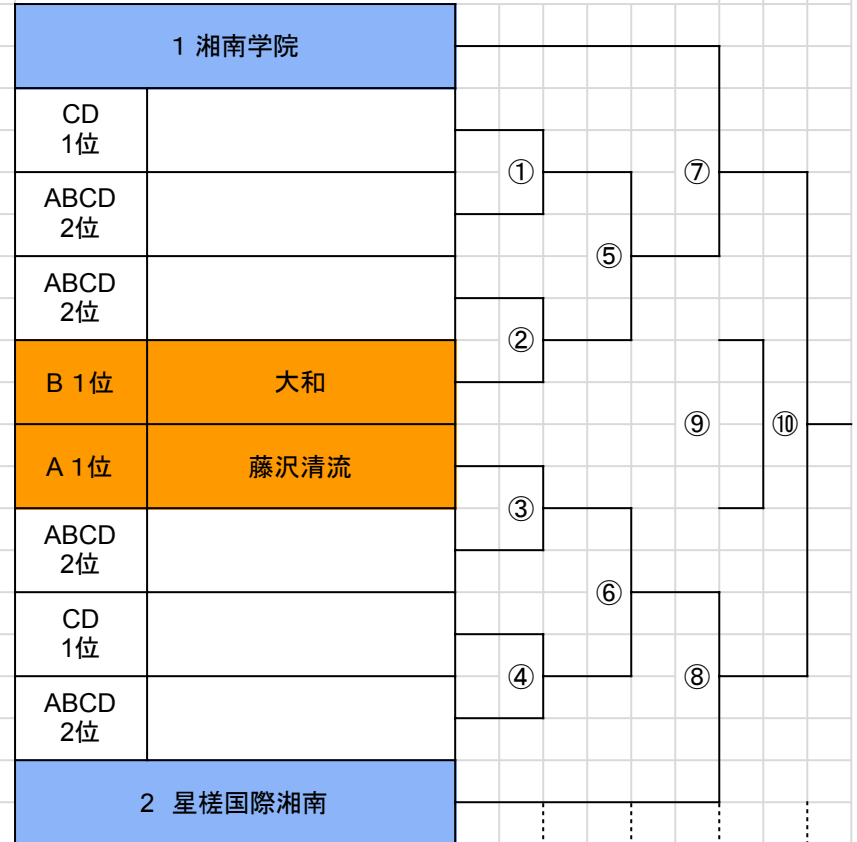 1 湘南学院
CD
1位
①
⑦
ABCD
2位
⑤
ABCD
2位
②
B 1位
大和
⑨
⑩
A 1位
藤沢清流
③
ABCD
2位
⑥
CD
1位
④
⑧
ABCD
2位
2 星槎国際湘南